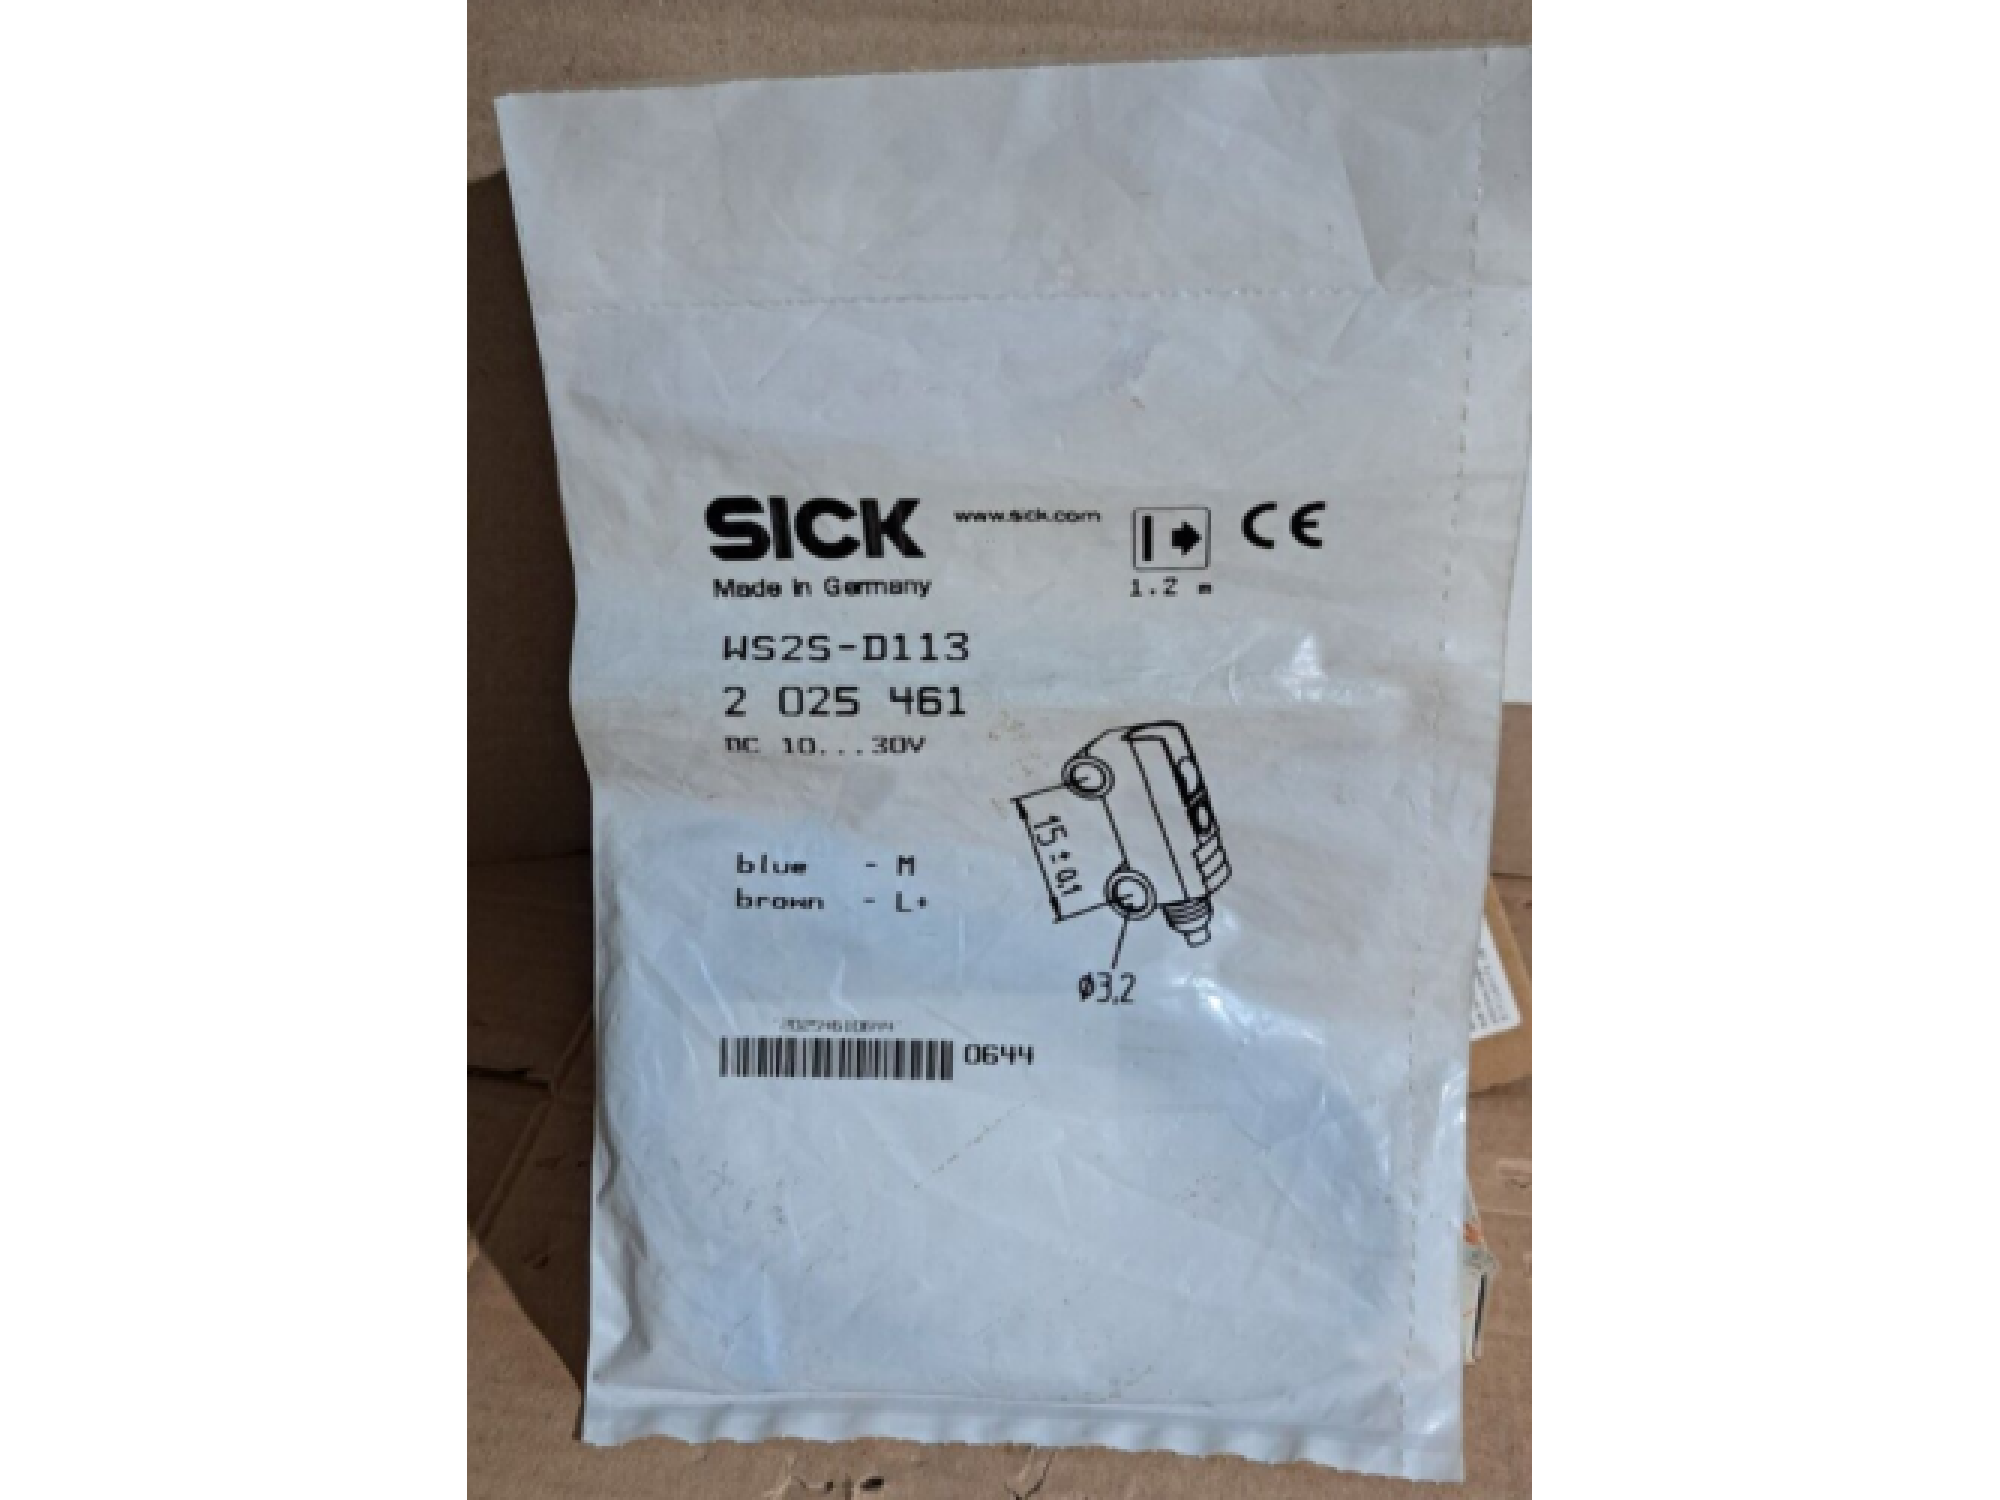 SICK www.sick.com CE
Made in Germany
1.2 m
WS2S-D113
2 025 461
DC 10...30V
15 ± 0,1
blue - M
brown - L+
Ø3,2
20254610644
0644